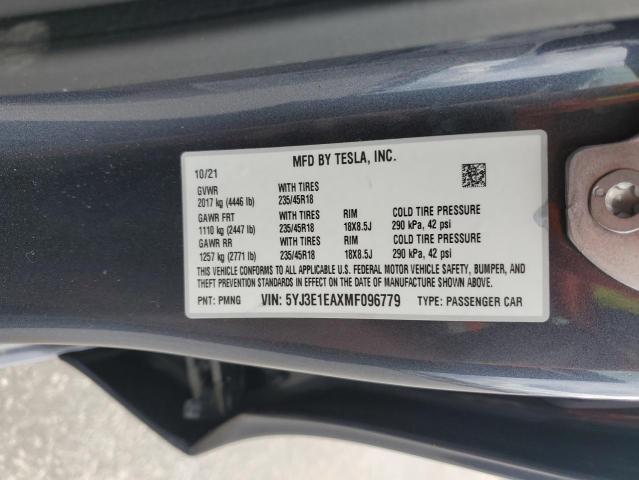 MFD BY TESLA, INC.
10/21
GVWR WITH TIRES
2017 kg (4446 lb) 235/45R18
GAWR FRT WITH TIRES RIM COLD TIRE PRESSURE
1110 kg (2447 lb) 235/45R18 18X8.5J 290 kPa, 42 psi
GAWR RR WITH TIRES RIM COLD TIRE PRESSURE
1257 kg (2771 lb) 235/45R18 18X8.5J 290 kPa, 42 psi
THIS VEHICLE CONFORMS TO ALL APPLICABLE U.S. FEDERAL MOTOR VEHICLE SAFETY, BUMPER, AND
THEFT PREVENTION STANDARDS IN EFFECT ON THE DATE OF MANUFACTURE SHOWN ABOVE.
PNT: PMNG VIN: 5YJ3E1EAXMF096779 TYPE: PASSENGER CAR